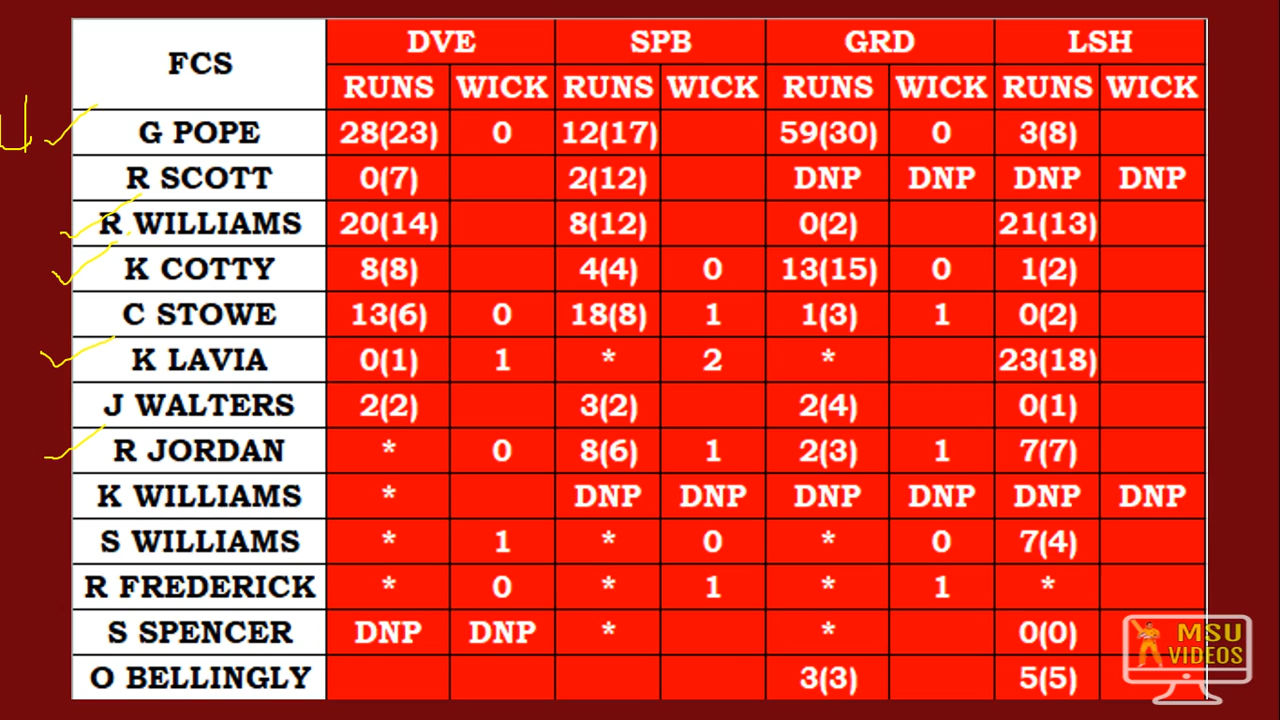 FCS DVE SPB GRD LSH
RUNS WICK RUNS WICK RUNS WICK RUNS WICK
G POPE 28(23) 0 12(17) 59(30) 0 3(8)
R SCOTT 0(7) 2(12) DNP DNP DNP DNP
R WILLIAMS 20(14) 8(12) 0(2) 21(13)
K COTTY 8(8) 4(4) 0 13(15) 0 1(2)
C STOWE 13(6) 0 18(8) 1 1(3) 1 0(2)
K LAVIA 0(1) 1 * 2 * 23(18)
J WALTERS 2(2) 3(2) 2(4) 0(1)
R JORDAN * 0 8(6) 1 2(3) 1 7(7)
K WILLIAMS * DNP DNP DNP DNP DNP DNP
S WILLIAMS * 1 * 0 * 0 7(4)
R FREDERICK * 0 * 1 * 1 *
S SPENCER DNP DNP * * 0(0)
O BELLINGLY 3(3) 5(5)
MSU
VIDEOS